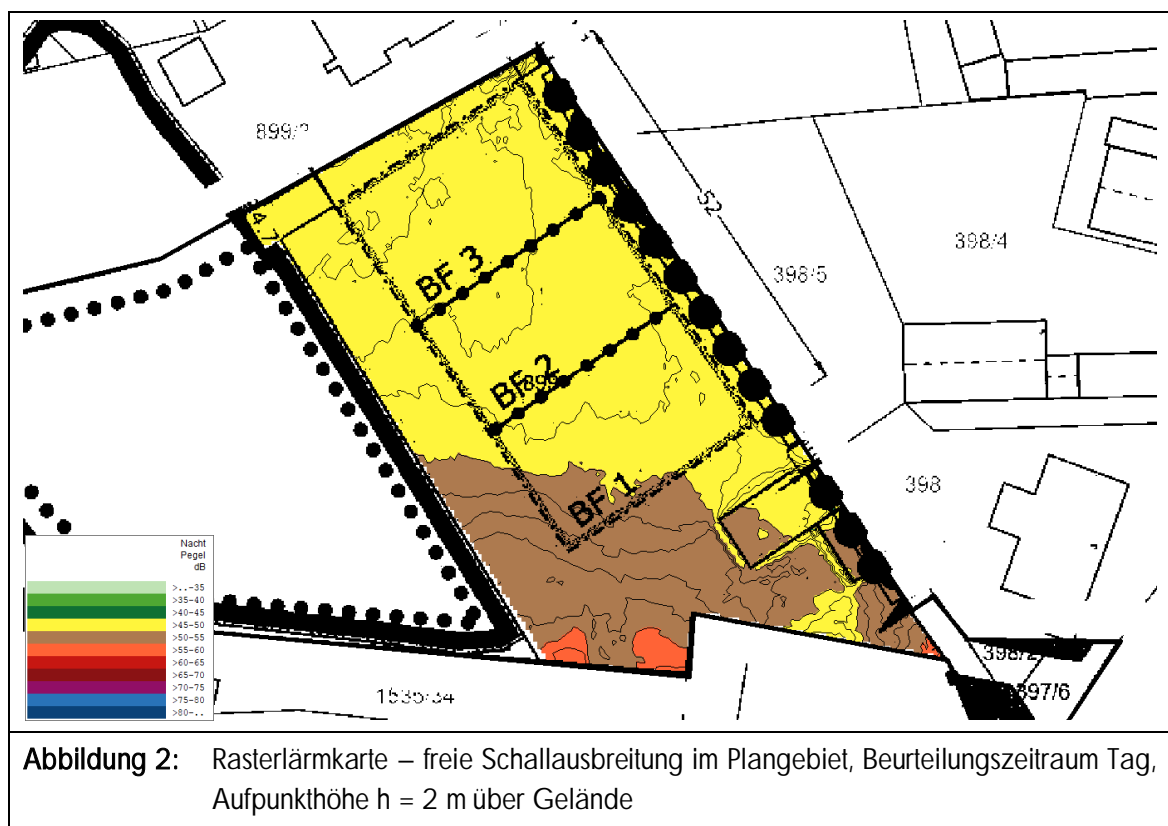 52
398/4
398/5
BF 3
BF 2
BF 1
398
Nacht
Pegel
dB
>..-35
>35-40
>40-45
>45-50
>50-55
>55-60
>60-65
>65-70
>70-75
>75-80
>80-..
397/6
Abbildung 2: Rasterlärmkarte – freie Schallausbreitung im Plangebiet, Beurteilungszeitraum Tag,
Aufpunkthöhe h = 2 m über Gelände